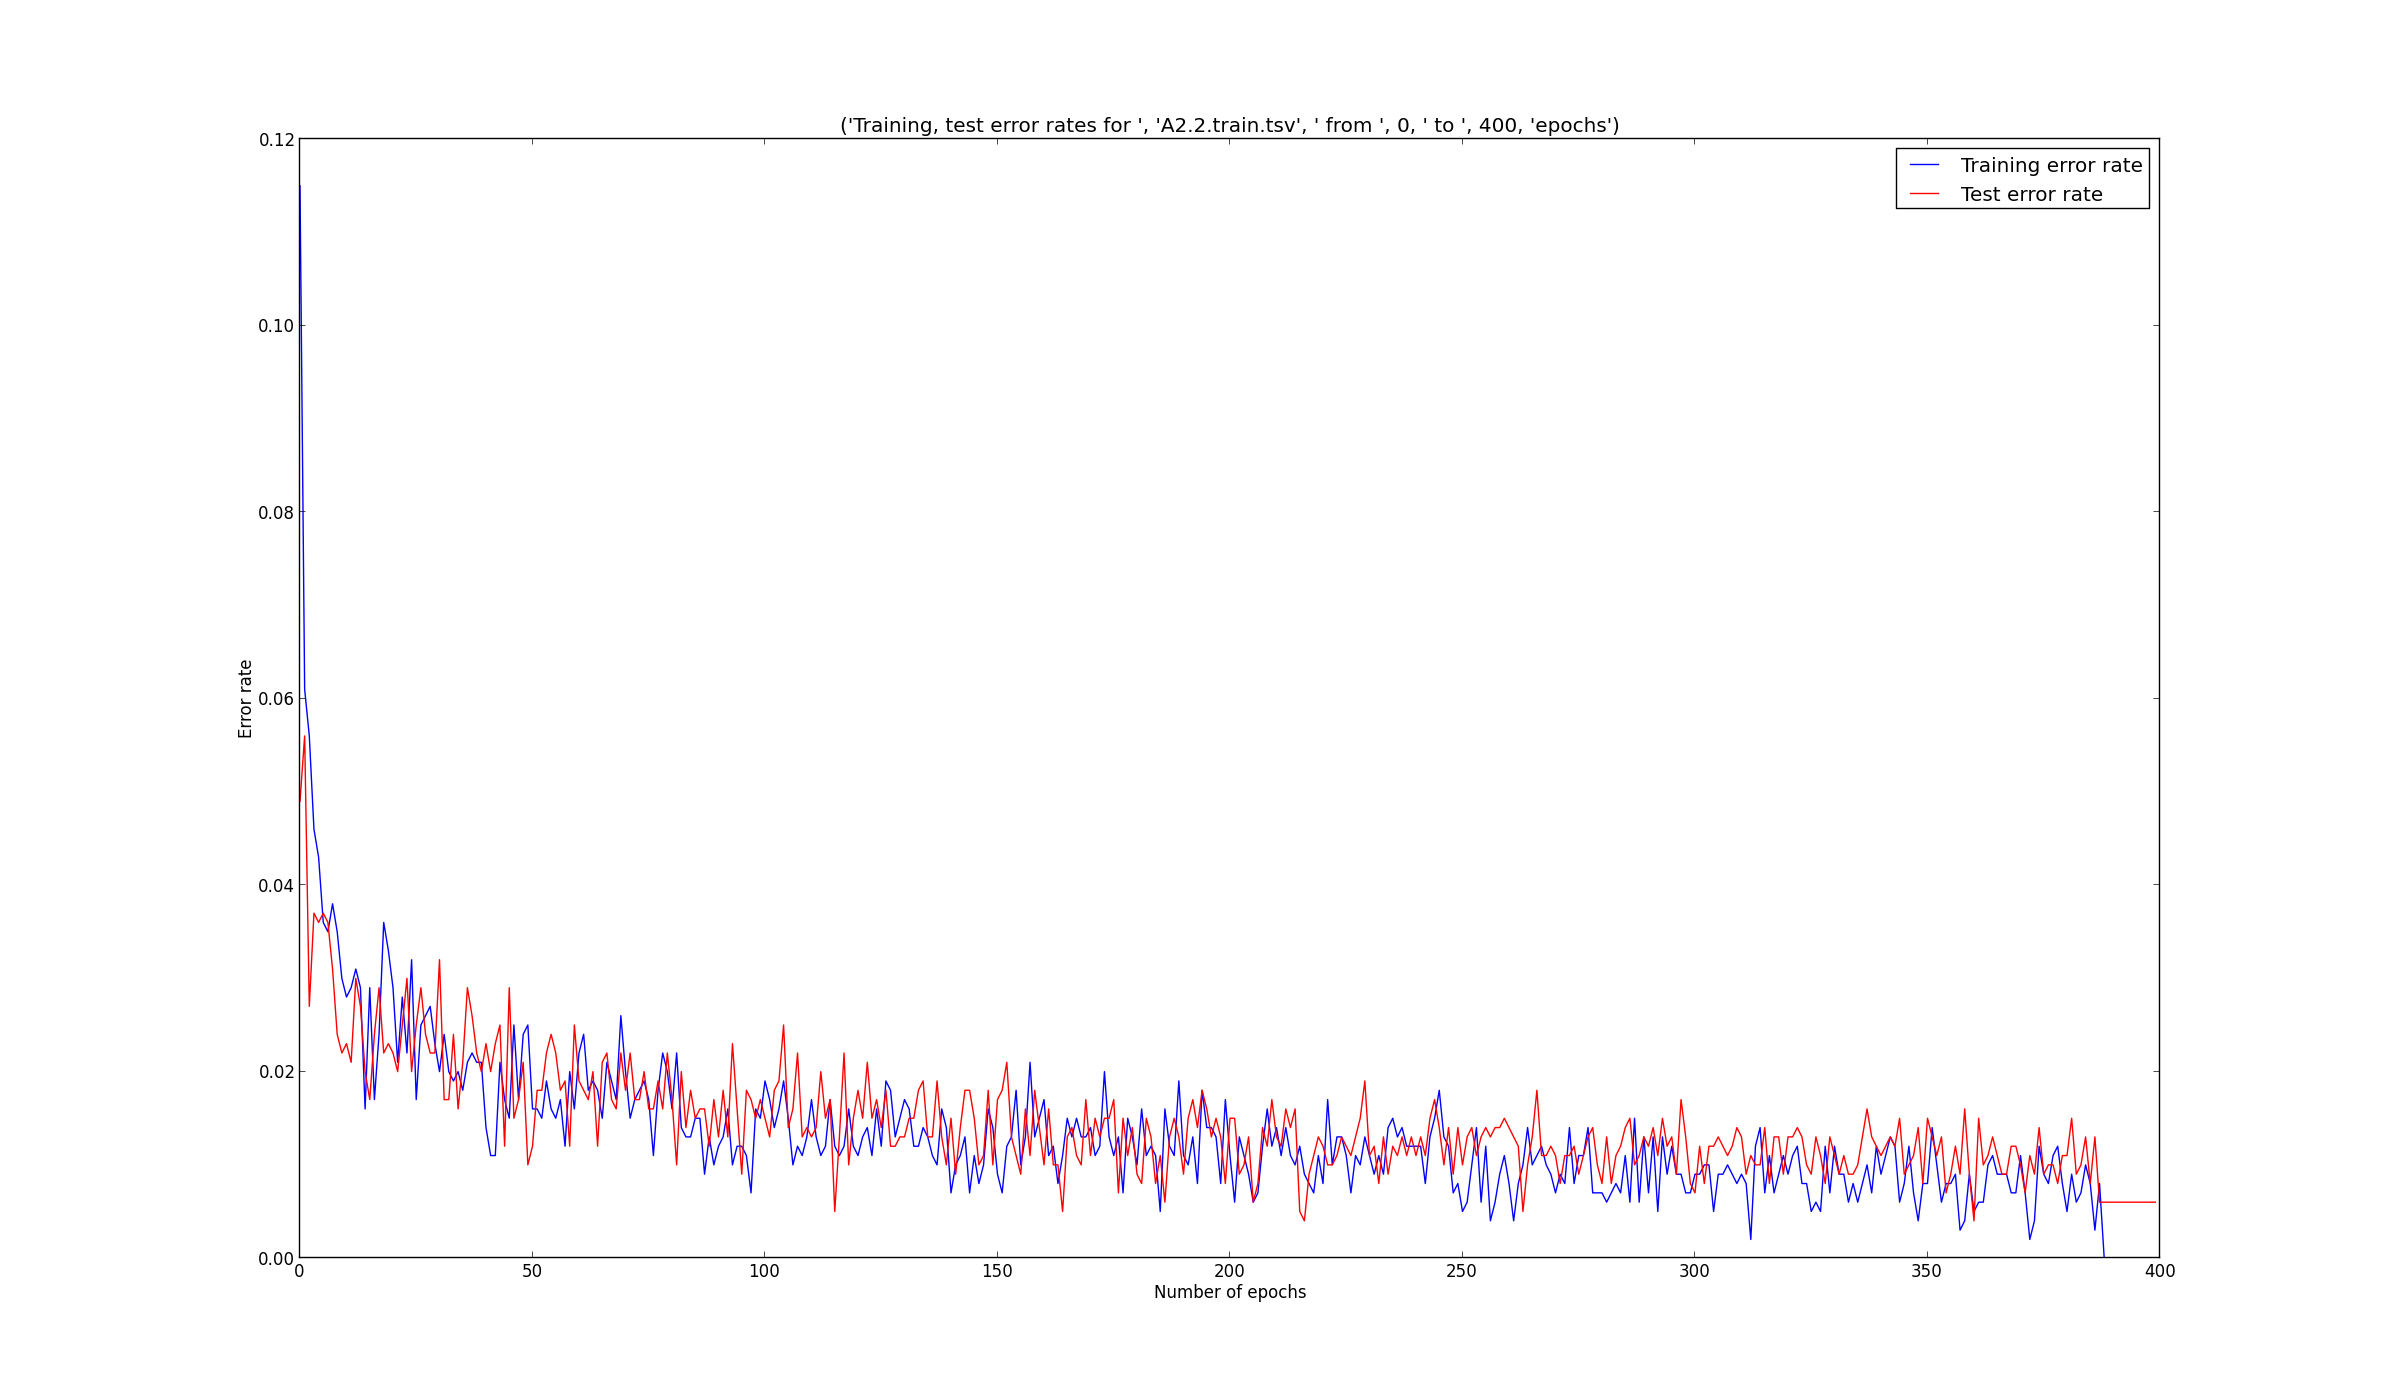 ('Training, test error rates for ', 'A2.2.train.tsv', ' from ', 0, ' to ', 400, 'epochs')
Training error rate
Test error rate
0.12
0.10
0.08
0.06
0.04
0.02
0.00
Error rate
0 50 100 150 200 250 300 350 400
Number of epochs